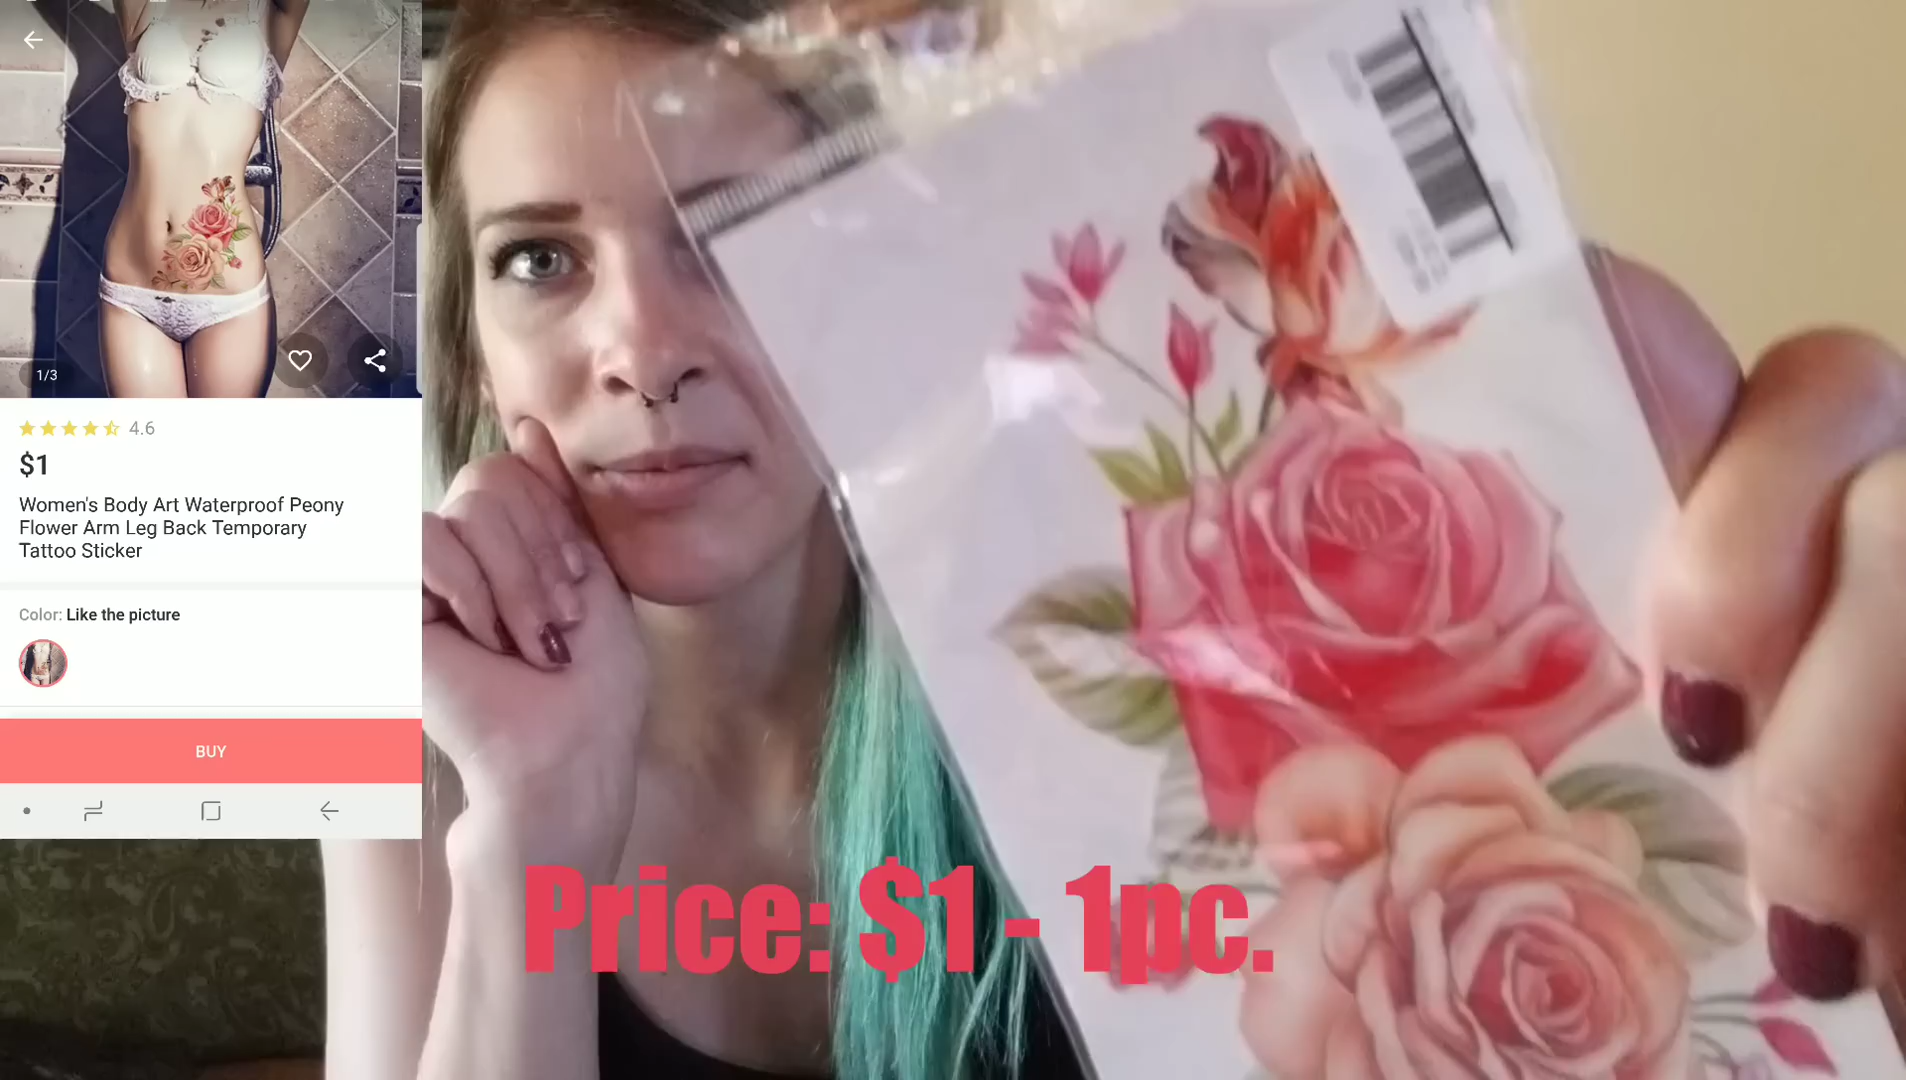 1/3
4.6
$1
Women's Body Art Waterproof Peony
Flower Arm Leg Back Temporary
Tattoo Sticker
Color: Like the picture
BUY
Price: $1 - 1pc.